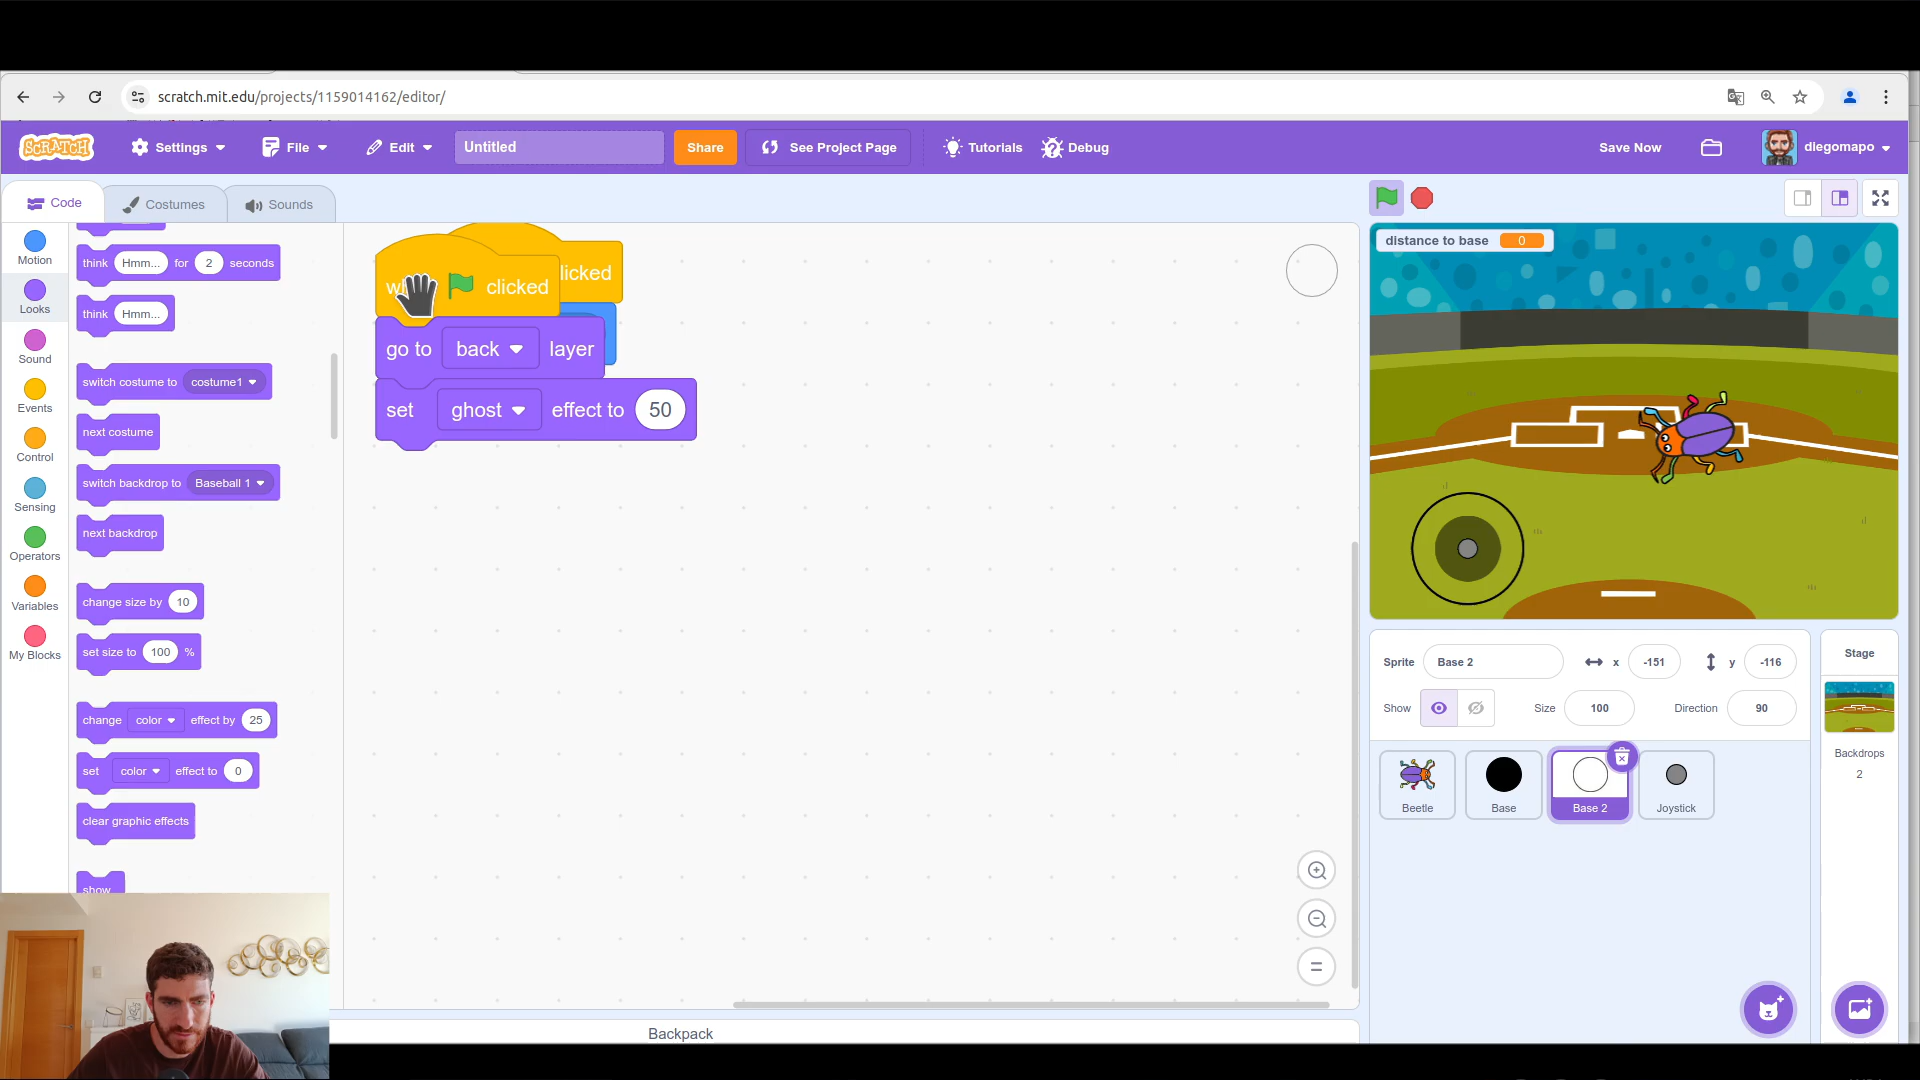 scratch.mit.edu/projects/1159014162/editor/
SCRATCH
Settings
File
Edit
Untitled
Share
See Project Page
Tutorials
Debug
Save Now
diegomapo
Code
Costumes
Sounds
Motion
Looks
Sound
Events
Control
Sensing
Operators
Variables
My Blocks
think Hmm... for 2 seconds
think Hmm...
switch costume to costume1
next costume
switch backdrop to Baseball 1
next backdrop
change size by 10
set size to 100 %
change color effect by 25
set color effect to 0
clear graphic effects
show
clicked
go to back layer
set ghost effect to 50
distance to base 0
Sprite Base 2 x -151 y -116
Show Size 100 Direction 90
Beetle
Base
Base 2
Joystick
Stage
Backdrops
2
Backpack